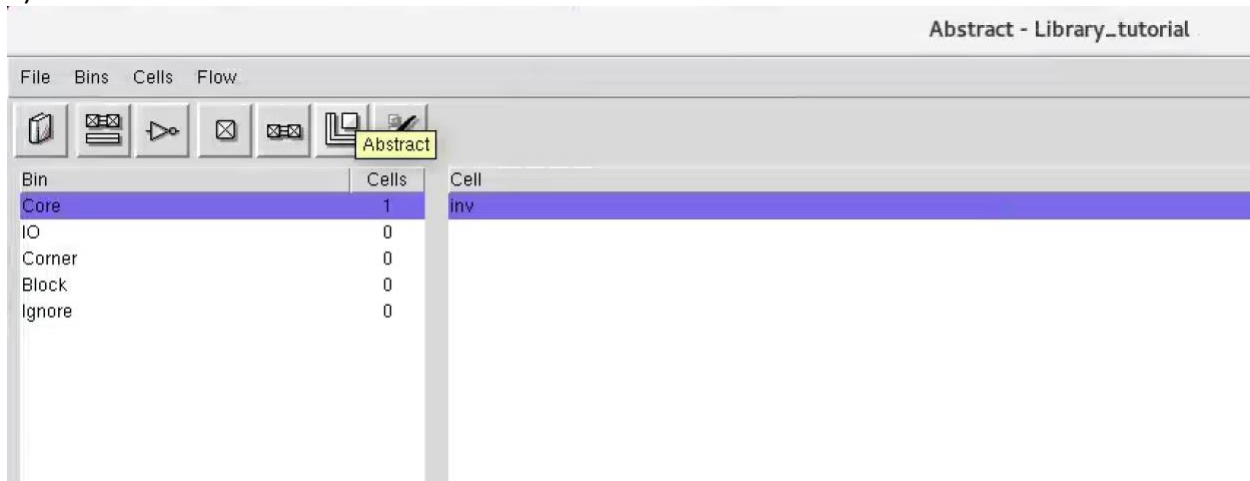 Abstract - Library_tutorial
File Bins Cells Flow
Abstract
Bin Cells Cell
Core 1 inv
IO 0
Corner 0
Block 0
Ignore 0